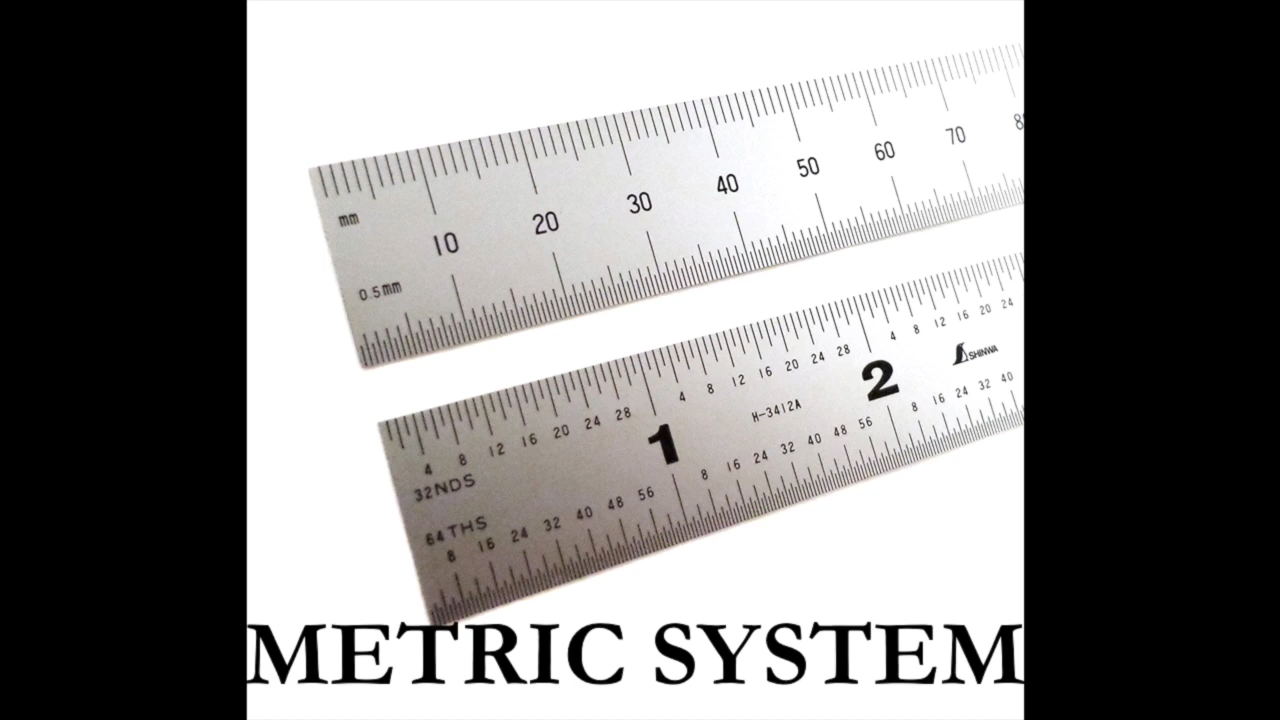 mm
10 20 30 40 50 60 70 8
0.5mm
4 8 12 16 20 24 28 4 8 12 16 20 24 28 4 8 12 16 20 24
32NDS
1 2
H-3412A
SHINWA
64THS
8 16 24 32 40 48 56 8 16 24 32 40 48 56 8 16 24 32 40
METRIC SYSTEM